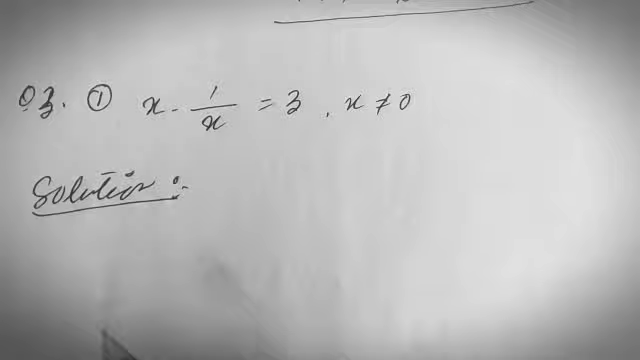 Q3. ① x - 1/x = 3, x ≠ 0
Solution :-